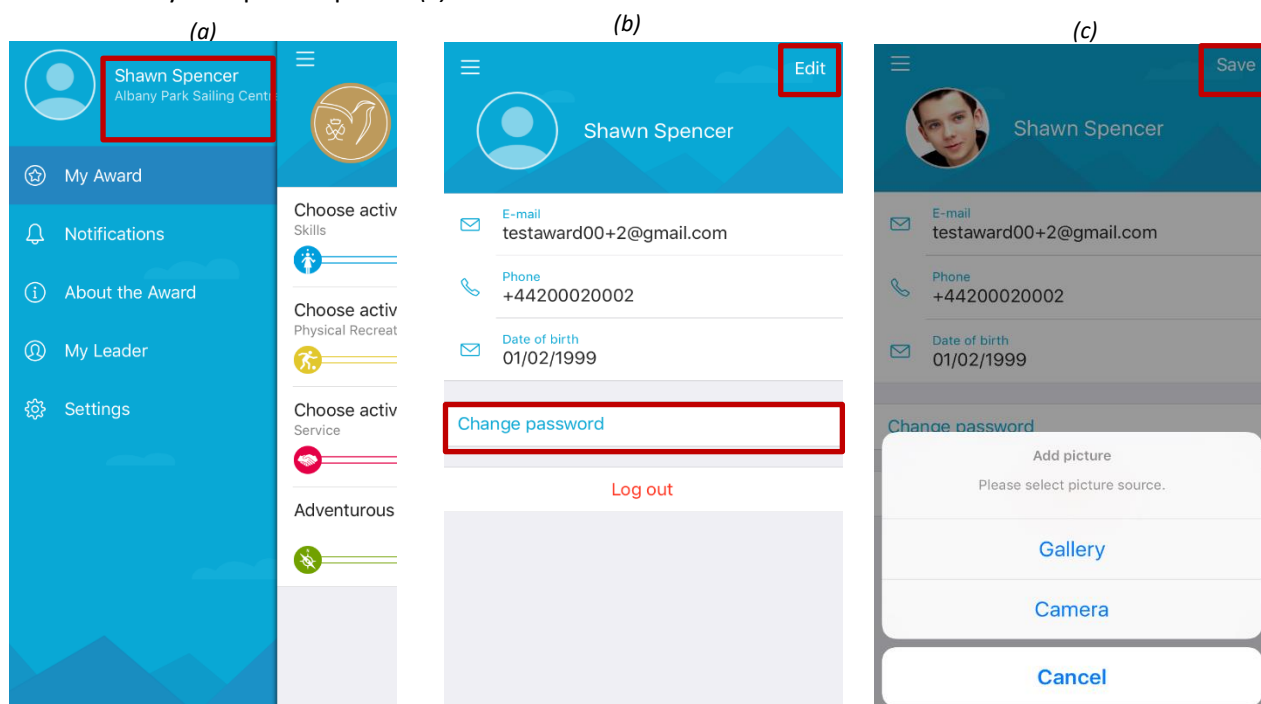 (a)
Shawn Spencer
Albany Park Sailing Cent
My Award
Notifications
About the Award
My Leader
Settings
Choose activ
Skills
Choose activ
Physical Recreat
Choose activ
Service
Adventurous
(b)
Edit
Shawn Spencer
E-mail
testaward00+2@gmail.com
Phone
+44200020002
Date of birth
01/02/1999
Change password
Log out
(c)
Save
Shawn Spencer
E-mail
testaward00+2@gmail.com
Phone
+44200020002
Date of birth
01/02/1999
Change password
Add picture
Please select picture source.
Gallery
Camera
Cancel